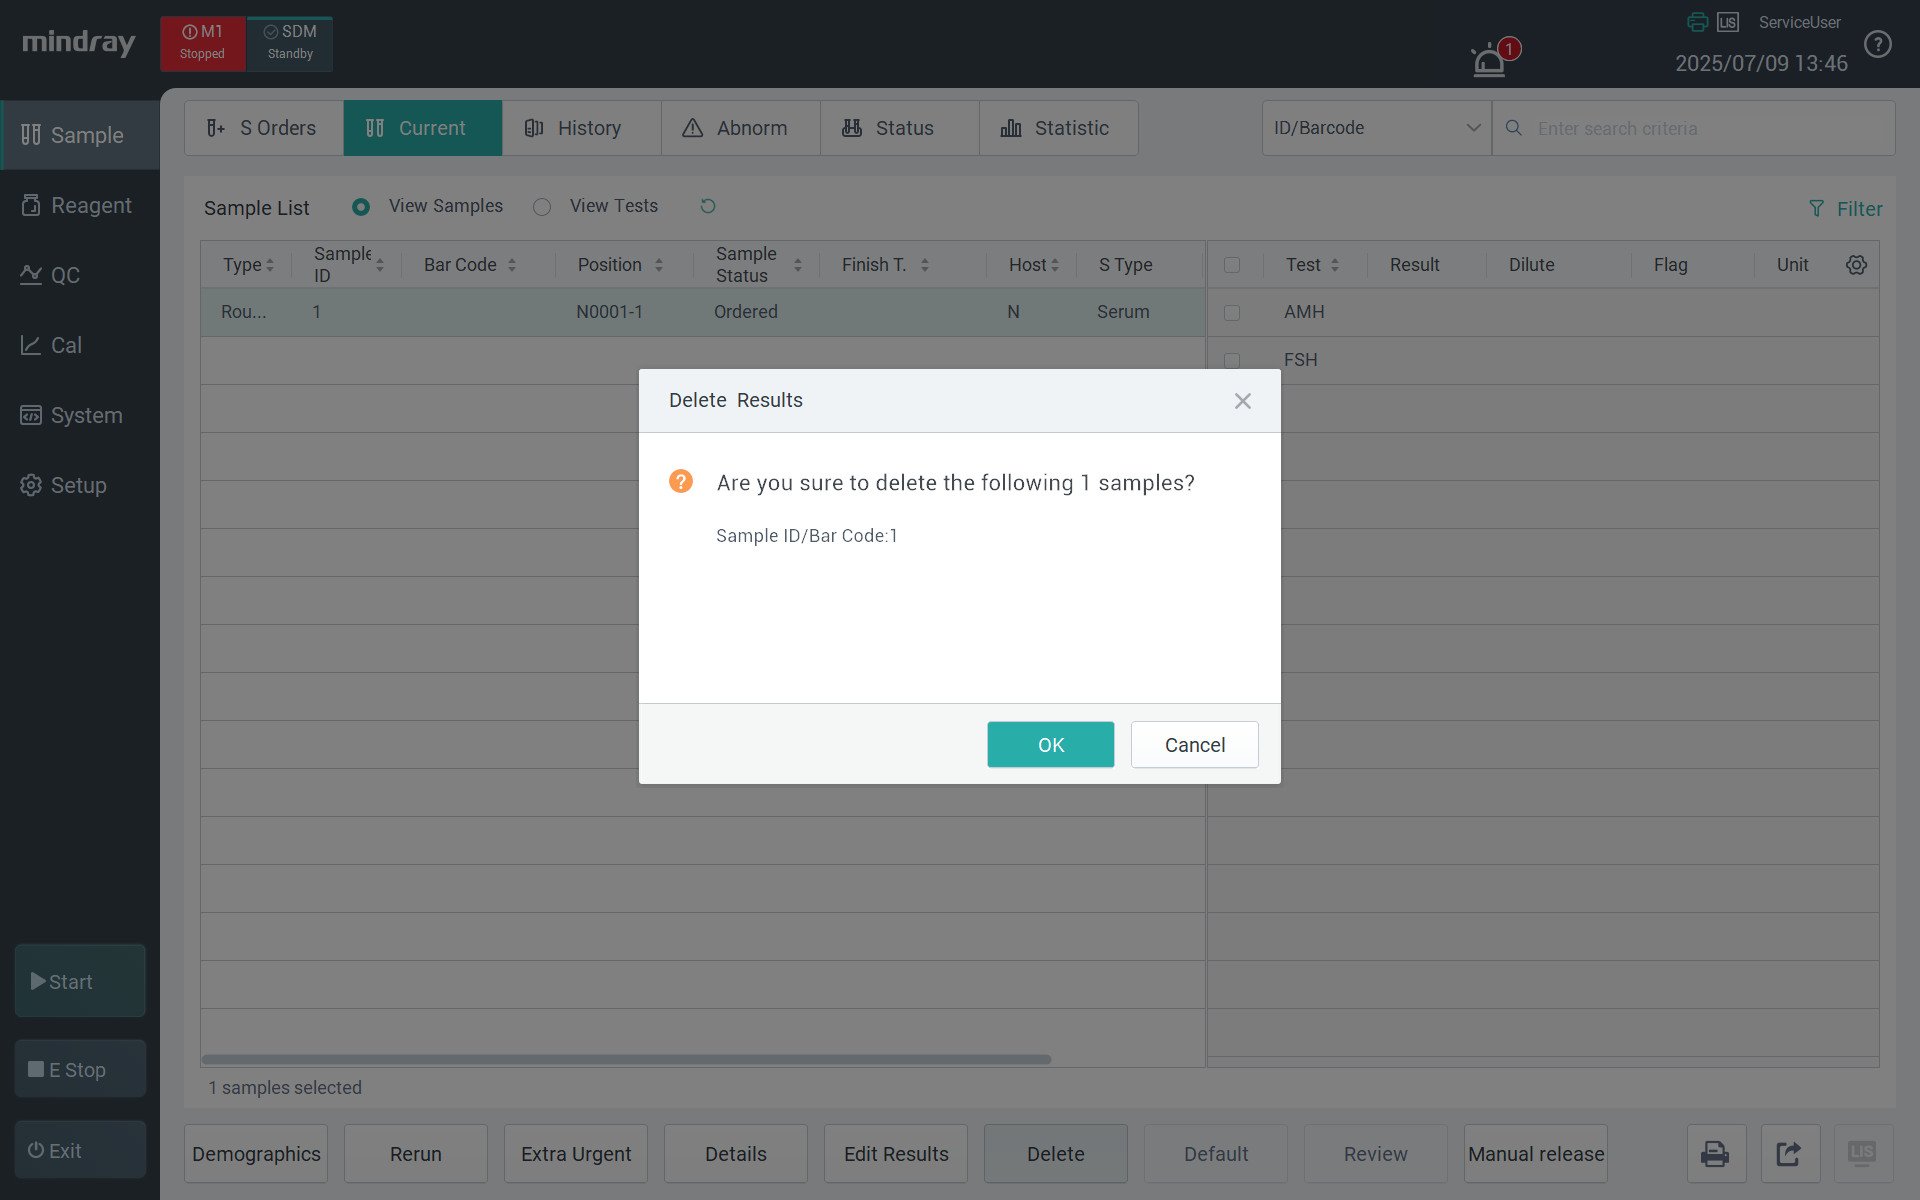 mindray
M1
Stopped
SDM
Standby
1
LIS
ServiceUser
2025/07/09 13:46
?
Sample
Reagent
QC
Cal
System
Setup
Start
E Stop
Exit
S Orders
Current
History
Abnorm
Status
Statistic
ID/Barcode
Enter search criteria
Sample List
View Samples
View Tests
Filter
Type
Sample
ID
Bar Code
Position
Sample
Status
Finish T.
Host
S Type
Test
Result
Dilute
Flag
Unit
Rou...
1
N0001-1
Ordered
N
Serum
AMH
FSH
Delete Results
?
Are you sure to delete the following 1 samples?
Sample ID/Bar Code:1
OK
Cancel
1 samples selected
Demographics
Rerun
Extra Urgent
Details
Edit Results
Delete
Default
Review
Manual release
LIS